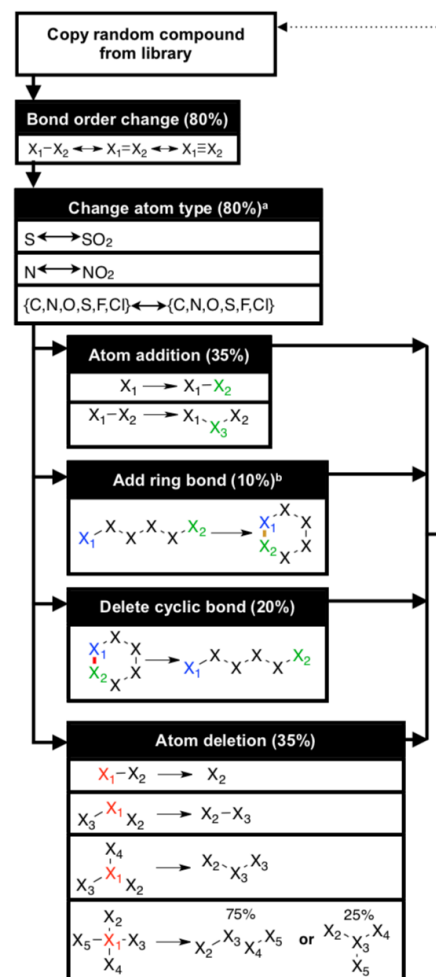 Copy random compound
from library
Bond order change (80%)
X₁–X₂ ↔ X₁=X₂ ↔ X₁≡X₂
Change atom type (80%)ᵃ
S ↔ SO₂
N ↔ NO₂
{C,N,O,S,F,Cl} ↔ {C,N,O,S,F,Cl}
Atom addition (35%)
X₁ → X₁–X₂
X₁–X₂ → X₁ X₃ X₂
Add ring bond (10%)ᵇ
X₁ X X X X X₂ → X₁ X X X X X₂
Delete cyclic bond (20%)
X₁ X X X X X₂ → X₁ X X X X X₂
Atom deletion (35%)
X₁–X₂ → X₂
X₃ X₁ X₂ → X₂–X₃
X₄ X₃ X₁ X₂ → X₂ X₃ X₃
75% 25%
X₂ X₅ X₁ X₃ X₄ → X₂ X₃ X₄ X₅ or X₂ X₃ X₄ X₅